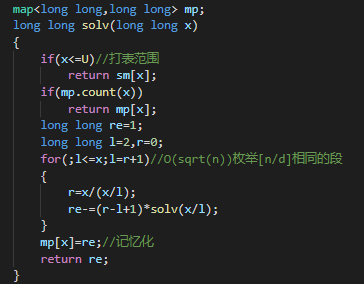 map<long long,long long> mp;
long long solv(long long x)
{
    if(x<=U)//打表范围
        return sm[x];
    if(mp.count(x))
        return mp[x];
    long long re=1;
    long long l=2,r=0;
    for(;l<=x;l=r+1)//O(sqrt(n))枚举[n/d]相同的段
    {
        r=x/(x/l);
        re-=(r-l+1)*solv(x/l);
    }
    mp[x]=re;//记忆化
    return re;
}